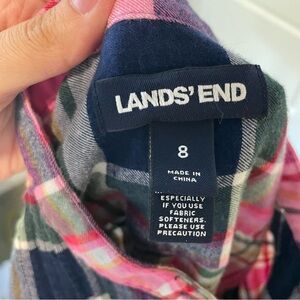 LANDS' END
8
MADE IN
CHINA
ESPECIALLY
IF YOU USE
FABRIC
SOFTENERS.
PLEASE USE
PRECAUTION